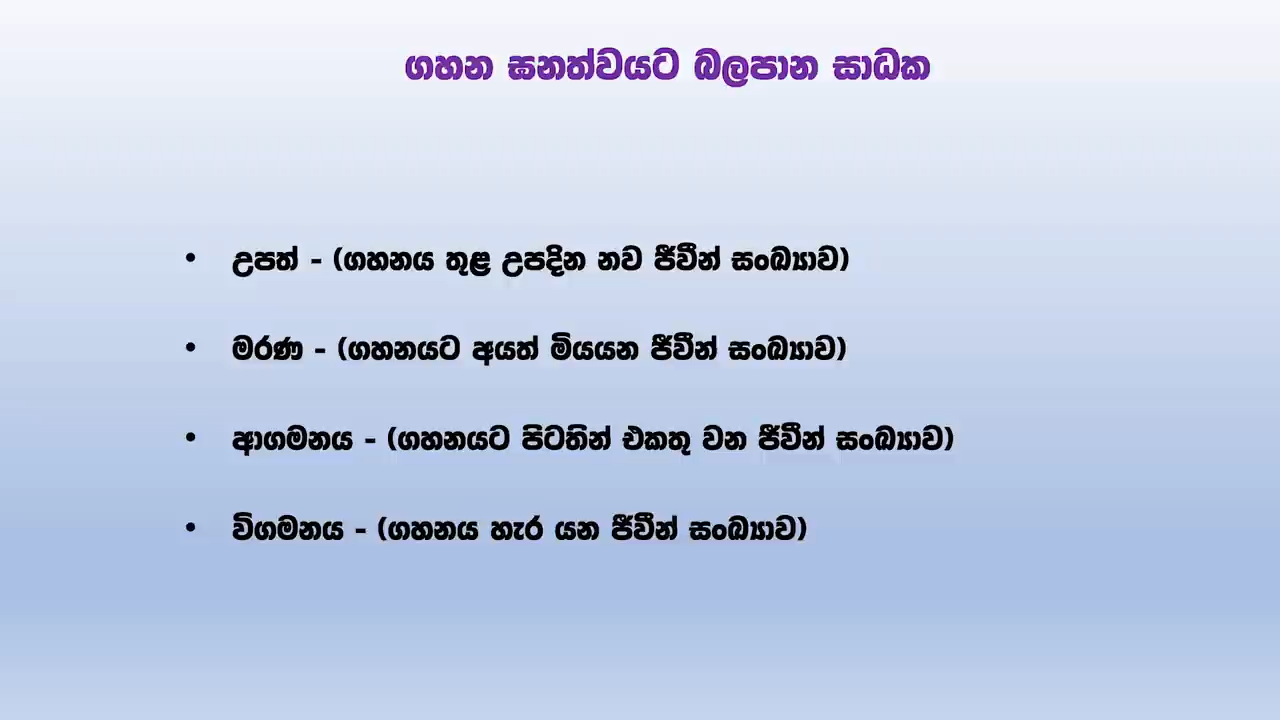 ගහන ඝනත්වයට බලපාන සාධක
• උපත් - (ගහනය තුළ උපදින නව ජීවීන් සංඛ්‍යාව)
• මරණ - (ගහනයට අයත් මියයන ජීවීන් සංඛ්‍යාව)
• ආගමනය - (ගහනයට පිටතින් එකතු වන ජීවීන් සංඛ්‍යාව)
• විගමනය - (ගහනය හැර යන ජීවීන් සංඛ්‍යාව)